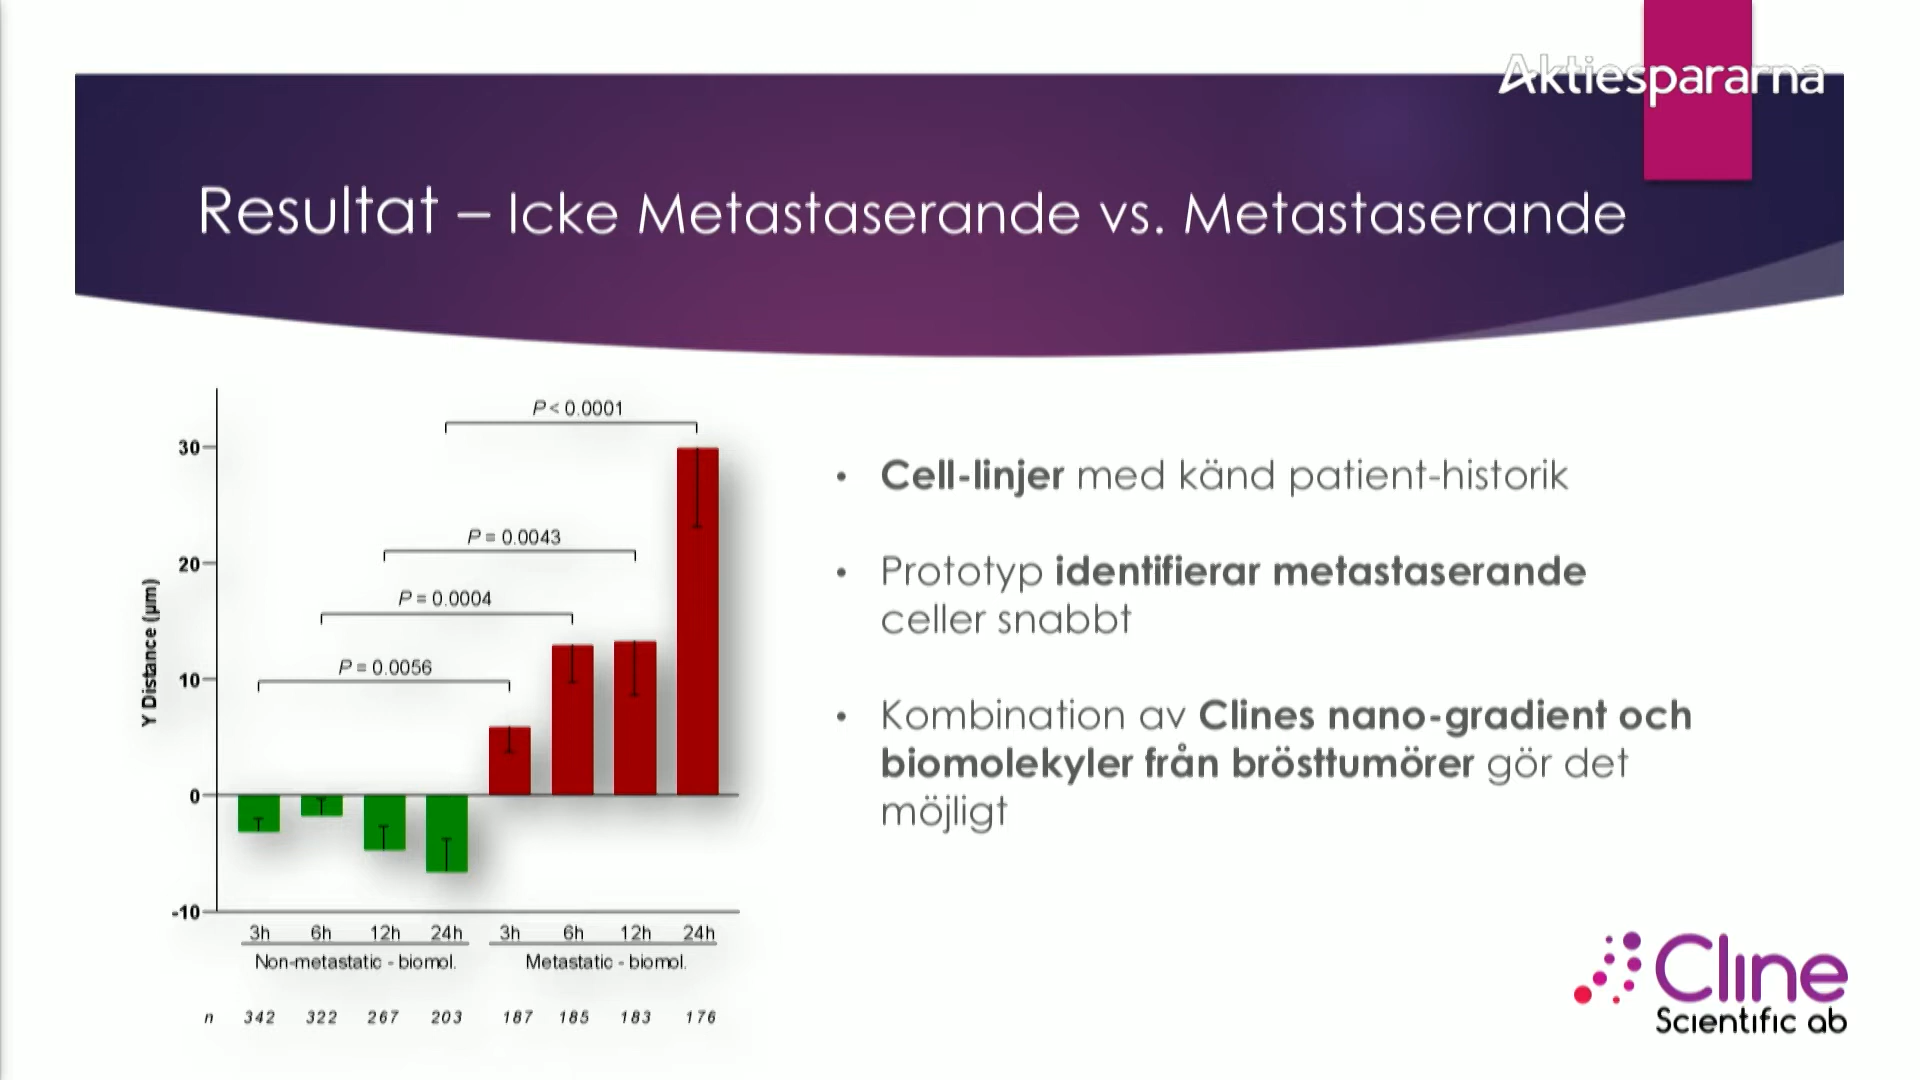 Aktiespararna
Resultat – Icke Metastaserande vs. Metastaserande
P < 0.0001
30
P = 0.0043
20
P = 0.0004
P = 0.0056
10
Y Distance (µm)
0
-10
3h 6h 12h 24h 3h 6h 12h 24h
Non-metastatic - biomol. Metastatic - biomol.
n 342 322 267 203 187 185 183 176
• Cell-linjer med känd patient-historik
• Prototyp identifierar metastaserande
celler snabbt
• Kombination av Clines nano-gradient och
biomolekyler från brösttumörer gör det
möjligt
Cline
Scientific ab